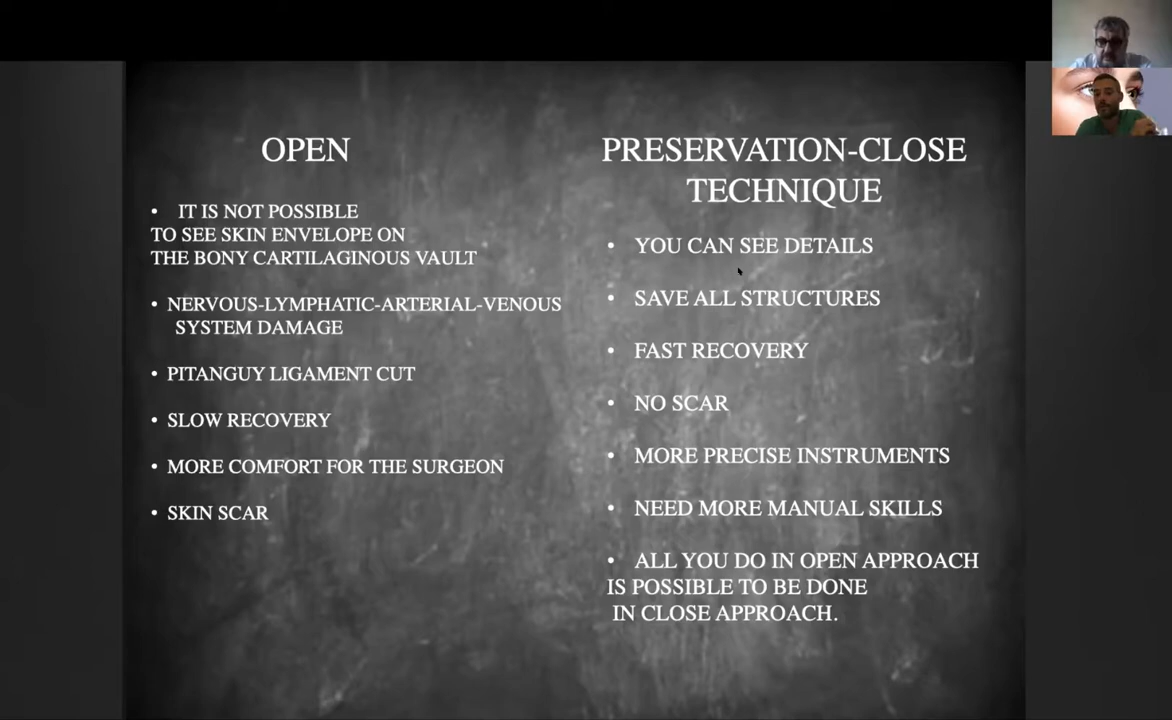 OPEN
• IT IS NOT POSSIBLE
TO SEE SKIN ENVELOPE ON
THE BONY CARTILAGINOUS VAULT
• NERVOUS-LYMPHATIC-ARTERIAL-VENOUS
SYSTEM DAMAGE
• PITANGUY LIGAMENT CUT
• SLOW RECOVERY
• MORE COMFORT FOR THE SURGEON
• SKIN SCAR
PRESERVATION-CLOSE
TECHNIQUE
• YOU CAN SEE DETAILS
• SAVE ALL STRUCTURES
• FAST RECOVERY
• NO SCAR
• MORE PRECISE INSTRUMENTS
• NEED MORE MANUAL SKILLS
• ALL YOU DO IN OPEN APPROACH
IS POSSIBLE TO BE DONE
IN CLOSE APPROACH.